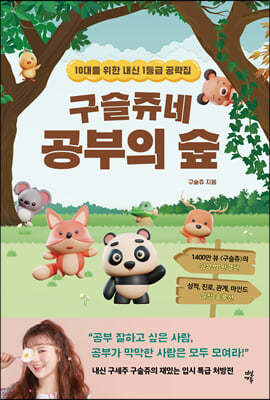 10대를 위한 내신 1등급 공략집
구슬쥬네
공부의 숲
구슬쥬 지음
1400만 뷰 <구슬쥬>의
성적, 진로, 관계, 마인드
"공부 잘하고 싶은 사람,
공부가 막막한 사람은 모두 모여라!"
내신 구세주 구슬쥬의 재밌는 입시 특급 처방전